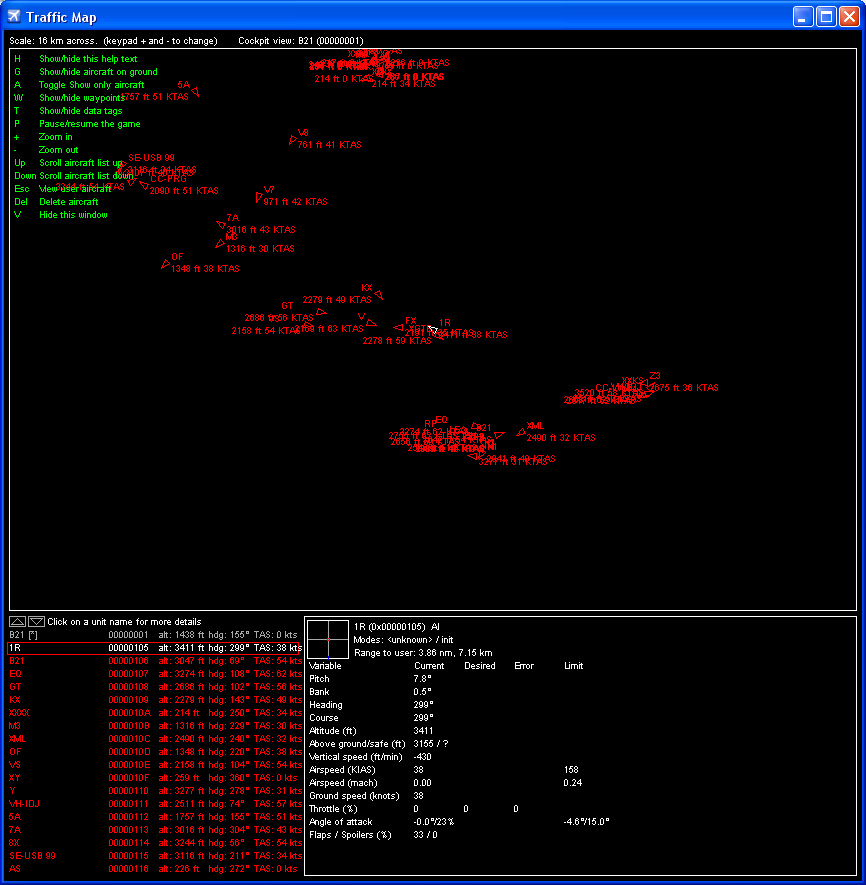 Traffic Map
Scale: 16 km across. (keypad + and - to change) Cockpit view: B21 (00000001)
H Show/hide this help text
G Show/hide aircraft on ground
A Toggle Show only aircraft
W Show/hide waypoints
T Show/hide data tags
P Pause/resume the game
+ Zoom in
- Zoom out
Up Scroll aircraft list up
Down Scroll aircraft list down
Esc View user aircraft
Del Delete aircraft
V Hide this window
214 ft 0 KTAS
214 ft 34 KTAS
5A
1757 ft 51 KTAS
VS
761 ft 41 KTAS
SE-USB 99
CC-PRG
2090 ft 51 KTAS
V7
971 ft 42 KTAS
7A
3016 ft 43 KTAS
M3
1316 ft 30 KTAS
OF
1348 ft 38 KTAS
KX
2279 ft 49 KTAS
GT
2686 ft 56 KTAS
2158 ft 54 KTAS
V
63 KTAS
FX
2278 ft 59 KTAS
1R
Z3
2675 ft 36 KTAS
EQ
B21
XML
2490 ft 32 KTAS
3277 ft 31 KTAS
Click on a unit name for more details
B21 [*] 00000001 alt: 1438 ft hdg: 155° TAS: 0 kts
1R 00000105 alt: 3411 ft hdg: 299° TAS: 38 kts
B21 00000106 alt: 3047 ft hdg: 69° TAS: 54 kts
EQ 00000107 alt: 3274 ft hdg: 106° TAS: 62 kts
GT 00000108 alt: 2686 ft hdg: 102° TAS: 56 kts
KX 00000109 alt: 2279 ft hdg: 143° TAS: 49 kts
XXXX 0000010A alt: 214 ft hdg: 250° TAS: 34 kts
M3 0000010B alt: 1316 ft hdg: 229° TAS: 30 kts
XML 0000010C alt: 2490 ft hdg: 240° TAS: 32 kts
OF 0000010D alt: 1348 ft hdg: 220° TAS: 38 kts
VS 0000010E alt: 2158 ft hdg: 104° TAS: 54 kts
XY 0000010F alt: 259 ft hdg: 360° TAS: 0 kts
Y 00000110 alt: 3277 ft hdg: 278° TAS: 31 kts
VH-IDJ 00000111 alt: 2511 ft hdg: 74° TAS: 57 kts
5A 00000112 alt: 1757 ft hdg: 155° TAS: 51 kts
7A 00000113 alt: 3016 ft hdg: 304° TAS: 43 kts
8X 00000114 alt: 3244 ft hdg: 56° TAS: 54 kts
SE-USB 99 00000115 alt: 3116 ft hdg: 211° TAS: 34 kts
AS 00000116 alt: 226 ft hdg: 272° TAS: 0 kts
1R (0x00000105) AI
Modes: <unknown> / init
Range to user: 3.86 nm, 7.15 km
Variable Current Desired Error Limit
Pitch 7.8°
Bank 0.5°
Heading 299°
Course 299°
Altitude (ft) 3411
Above ground/safe (ft) 3155 / ?
Vertical speed (ft/min) -430
Airspeed (KIAS) 38 158
Airspeed (mach) 0.00 0.24
Ground speed (knots) 38
Throttle (%) 0 0 0
Angle of attack -0.0°/23% -4.6°/15.0°
Flaps / Spoilers (%) 33 / 0